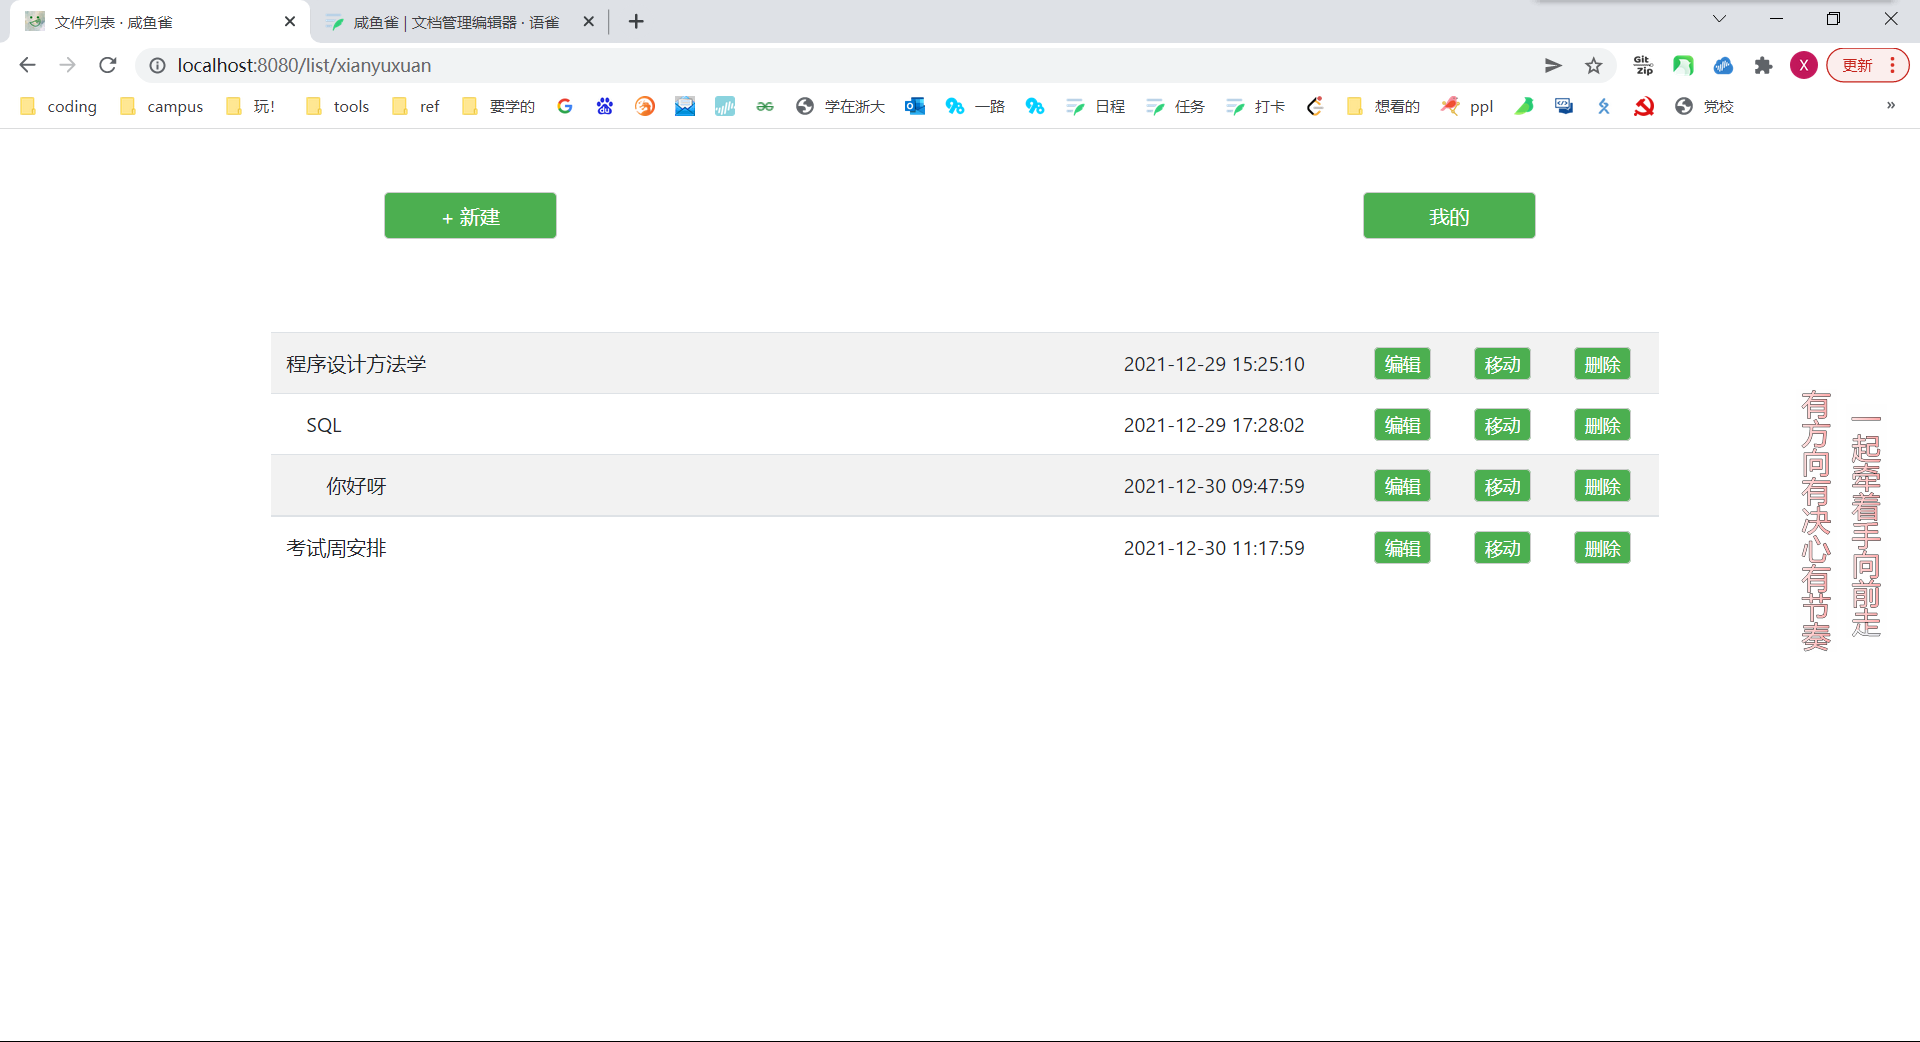 文件列表 · 咸鱼雀
咸鱼雀 | 文档管理编辑器 · 语雀
localhost:8080/list/xianyuxuan
Git Zip
X
更新
coding
campus
玩!
tools
ref
要学的
学在浙大
一路
日程
任务
打卡
想看的
ppl
党校
»
+ 新建
我的
程序设计方法学 2021-12-29 15:25:10 编辑 移动 删除
SQL 2021-12-29 17:28:02 编辑 移动 删除
你好呀 2021-12-30 09:47:59 编辑 移动 删除
考试周安排 2021-12-30 11:17:59 编辑 移动 删除
一起牵着手向前走
有方向有决心有节奏